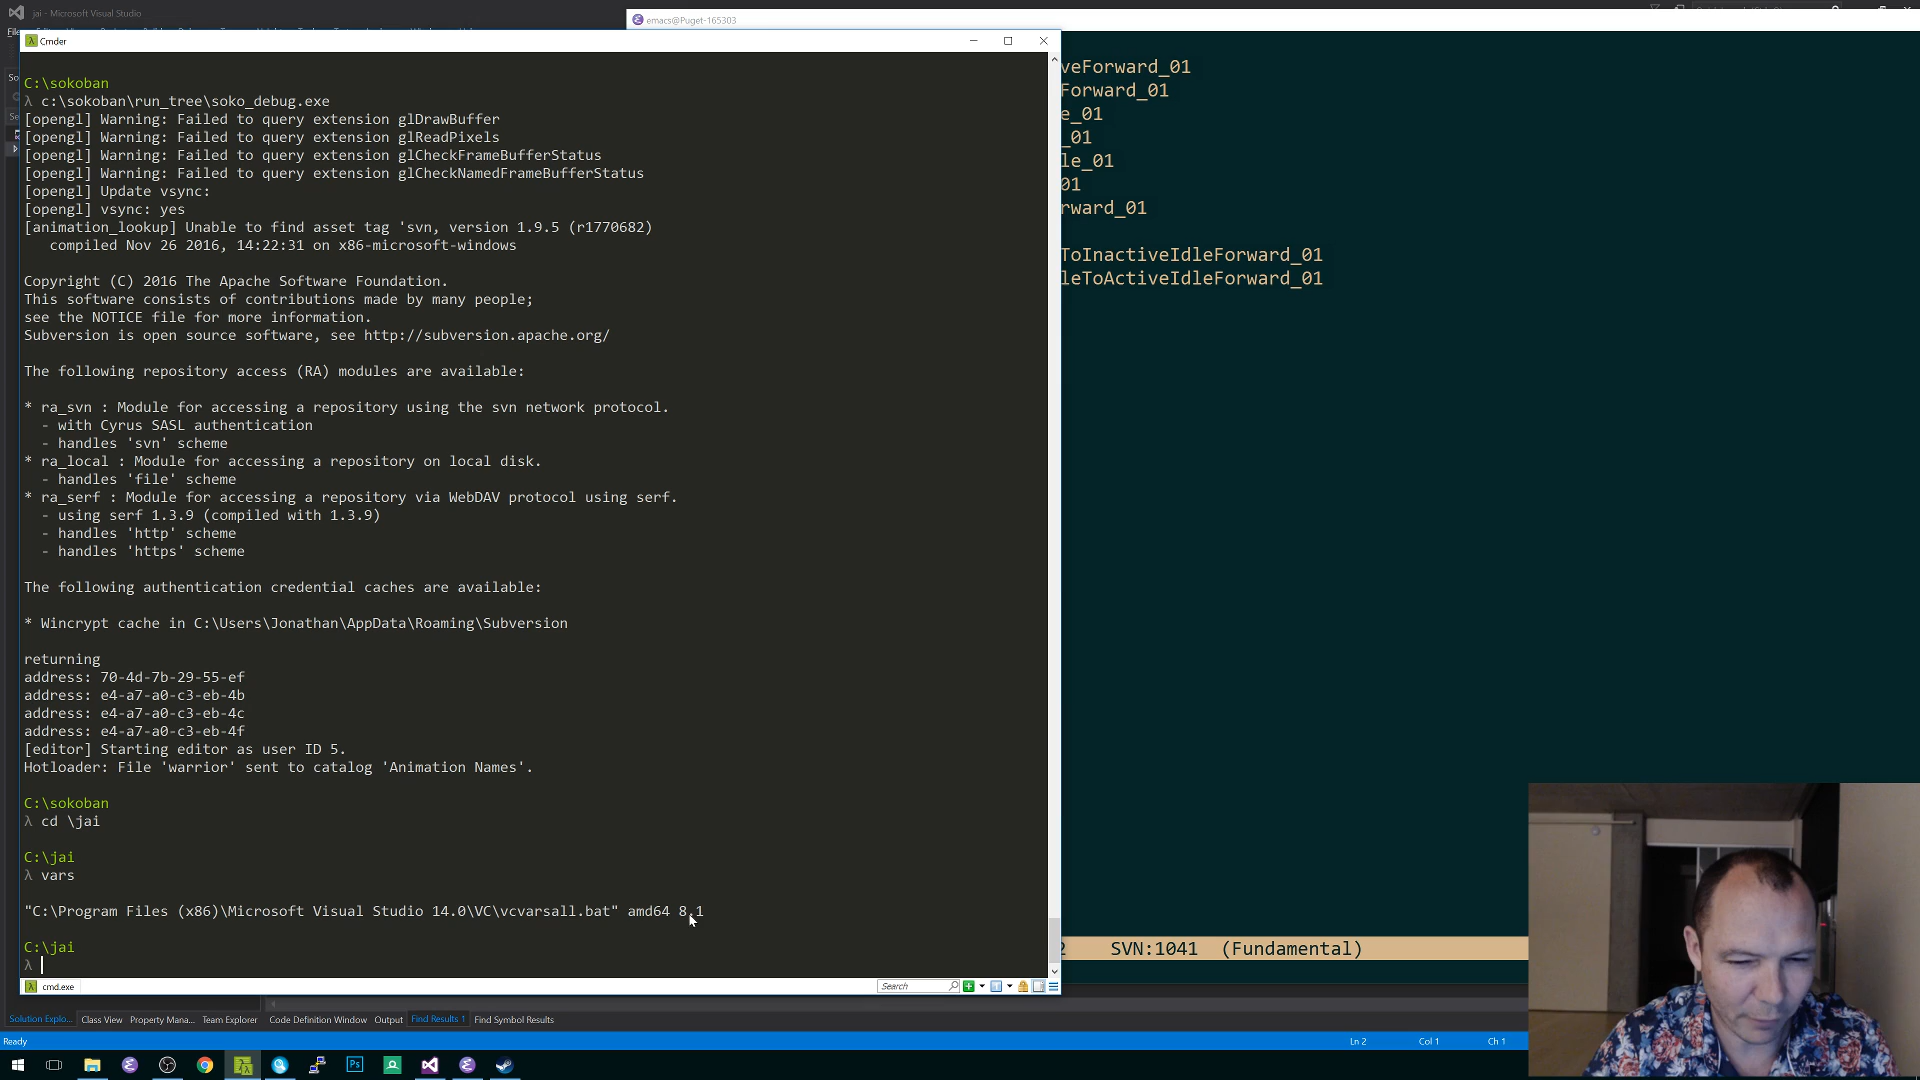 jai - Microsoft Visual Studio
emacs@Puget-165303
Cmder
C:\sokoban
λ c:\sokoban\run_tree\soko_debug.exe
[opengl] Warning: Failed to query extension glDrawBuffer
[opengl] Warning: Failed to query extension glReadPixels
[opengl] Warning: Failed to query extension glCheckFrameBufferStatus
[opengl] Warning: Failed to query extension glCheckNamedFrameBufferStatus
[opengl] Update vsync:
[opengl] vsync: yes
[animation_lookup] Unable to find asset tag 'svn, version 1.9.5 (r1770682)
compiled Nov 26 2016, 14:22:31 on x86-microsoft-windows
Copyright (C) 2016 The Apache Software Foundation.
This software consists of contributions made by many people;
see the NOTICE file for more information.
Subversion is open source software, see http://subversion.apache.org/
The following repository access (RA) modules are available:
* ra_svn : Module for accessing a repository using the svn network protocol.
- with Cyrus SASL authentication
- handles 'svn' scheme
* ra_local : Module for accessing a repository on local disk.
- handles 'file' scheme
* ra_serf : Module for accessing a repository via WebDAV protocol using serf.
- using serf 1.3.9 (compiled with 1.3.9)
- handles 'http' scheme
- handles 'https' scheme
The following authentication credential caches are available:
* Wincrypt cache in C:\Users\Jonathan\AppData\Roaming\Subversion
returning
address: 70-4d-7b-29-55-ef
address: e4-a7-a0-c3-eb-4b
address: e4-a7-a0-c3-eb-4c
address: e4-a7-a0-c3-eb-4f
[editor] Starting editor as user ID 5.
Hotloader: File 'warrior' sent to catalog 'Animation Names'.
C:\sokoban
λ cd \jai
C:\jai
λ vars
"C:\Program Files (x86)\Microsoft Visual Studio 14.0\VC\vcvarsall.bat" amd64 8.1
C:\jai
λ
cmd.exe
Search
veForward_01
Forward_01
e_01
_01
le_01
01
rward_01
ToInactiveIdleForward_01
leToActiveIdleForward_01
2 SVN:1041 (Fundamental)
Solution Explo... Class View Property Mana... Team Explorer Code Definition Window Output Find Results 1 Find Symbol Results
Ready Ln 2 Col 1 Ch 1